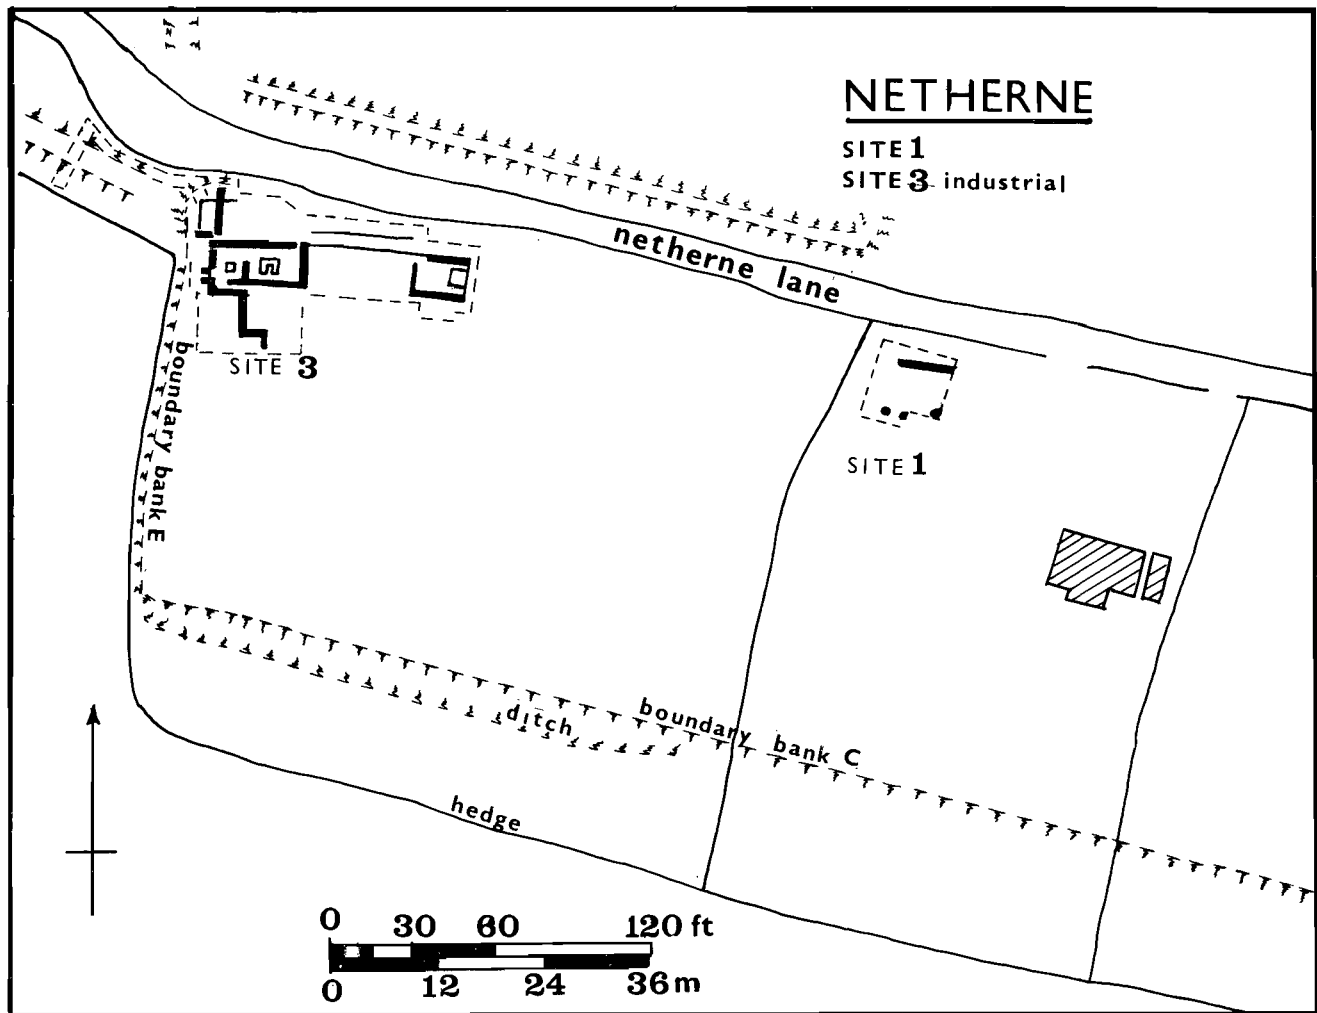 NETHERNE
SITE 1
SITE 3 industrial
netherne lane
SITE 3
boundary bank E
SITE 1
ditch
boundary bank C
hedge
0 30 60 120 ft
0 12 24 36 m